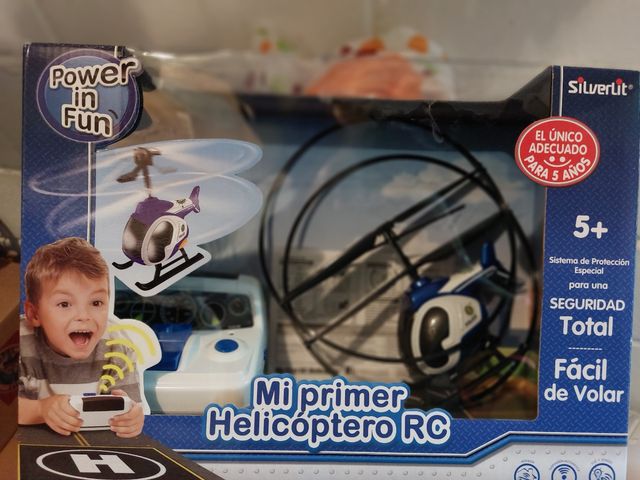 Power
in
Fun
SiLVERLIT®
EL ÚNICO
ADECUADO
PARA 5 AÑOS
5+
Sistema de Protección
Especial
para una
SEGURIDAD
Total
Fácil
de Volar
Mi primer
Helicóptero RC
H